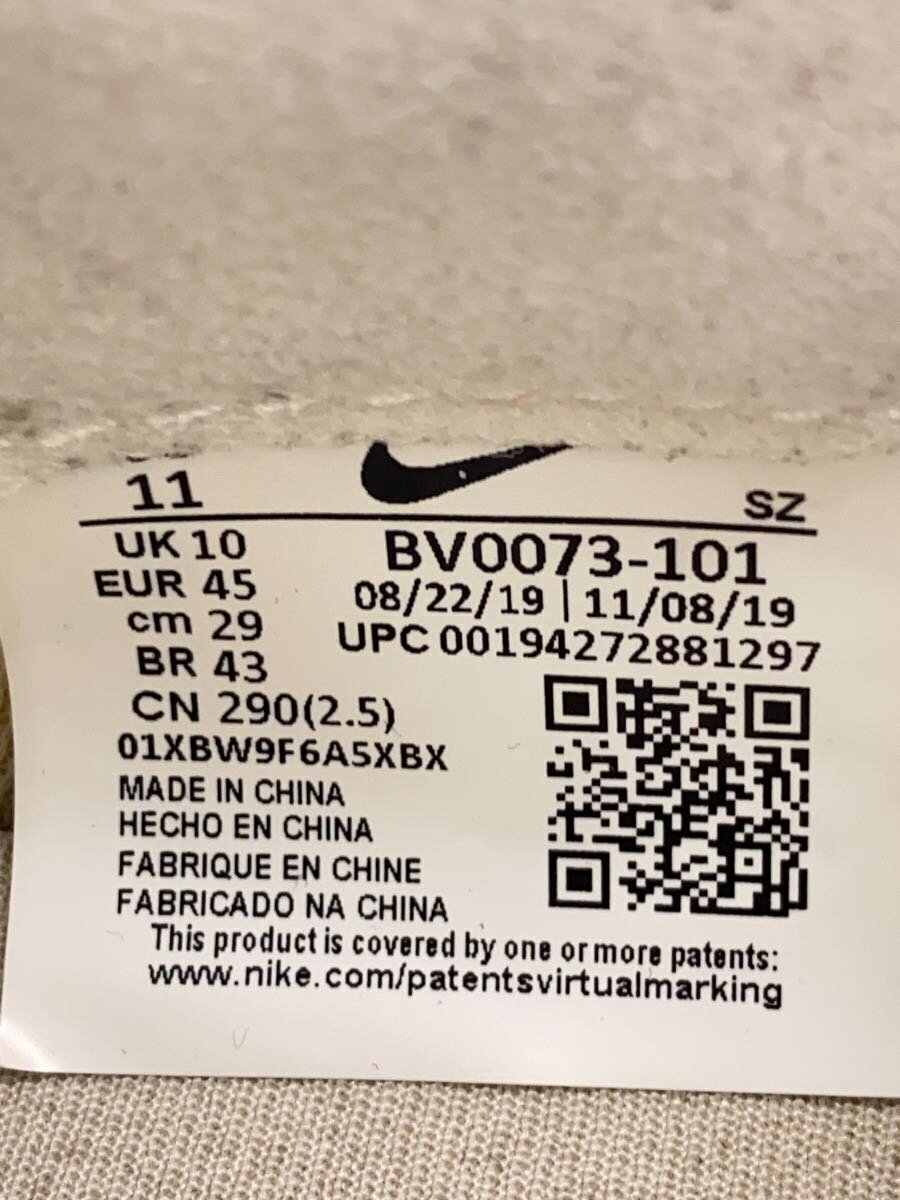 11
SZ
UK 10
BV0073-101
EUR 45
08/22/19 | 11/08/19
cm 29
UPC 00194272881297
BR 43
CN 290(2.5)
01XBW9F6A5XBX
MADE IN CHINA
HECHO EN CHINA
FABRIQUE EN CHINE
FABRICADO NA CHINA
This product is covered by one or more patents:
www.nike.com/patentsvirtualmarking